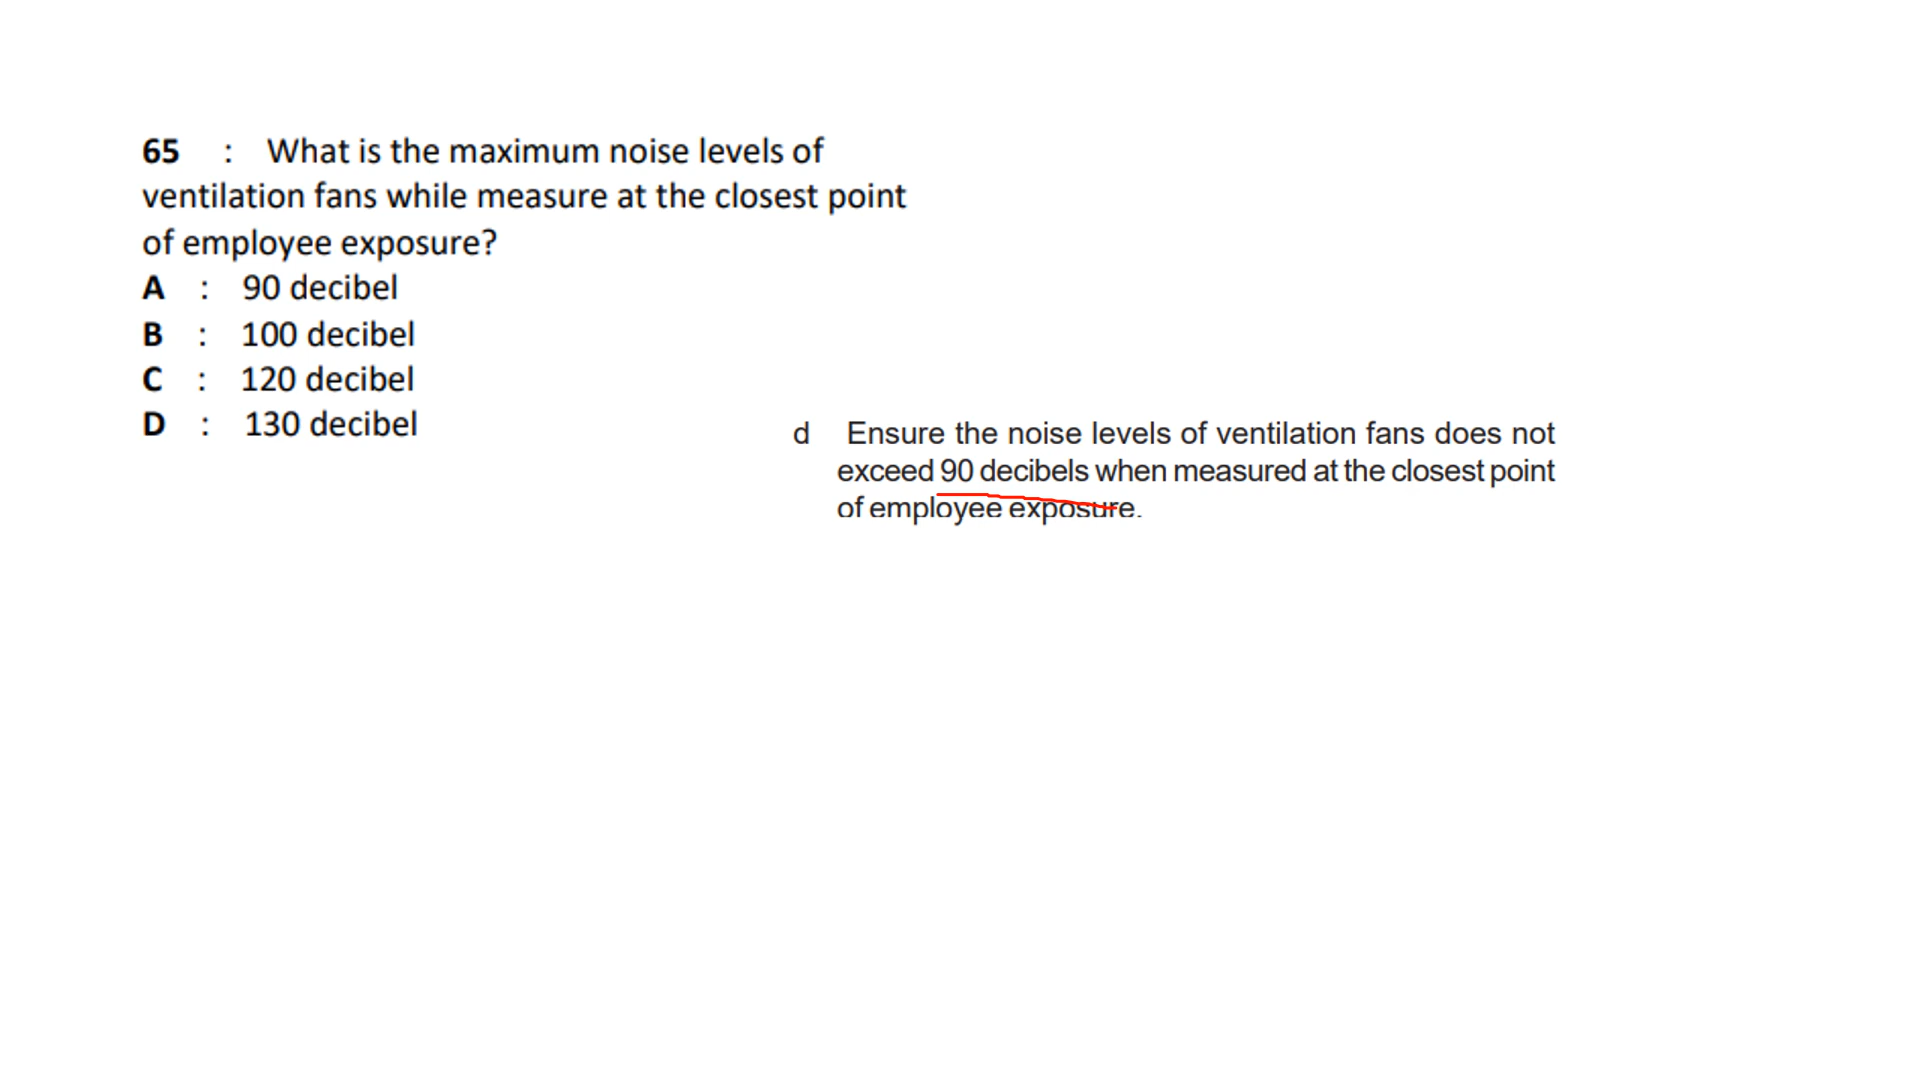 65 : What is the maximum noise levels of
ventilation fans while measure at the closest point
of employee exposure?
A : 90 decibel
B : 100 decibel
C : 120 decibel
D : 130 decibel
d Ensure the noise levels of ventilation fans does not
exceed 90 decibels when measured at the closest point
of employee exposure.